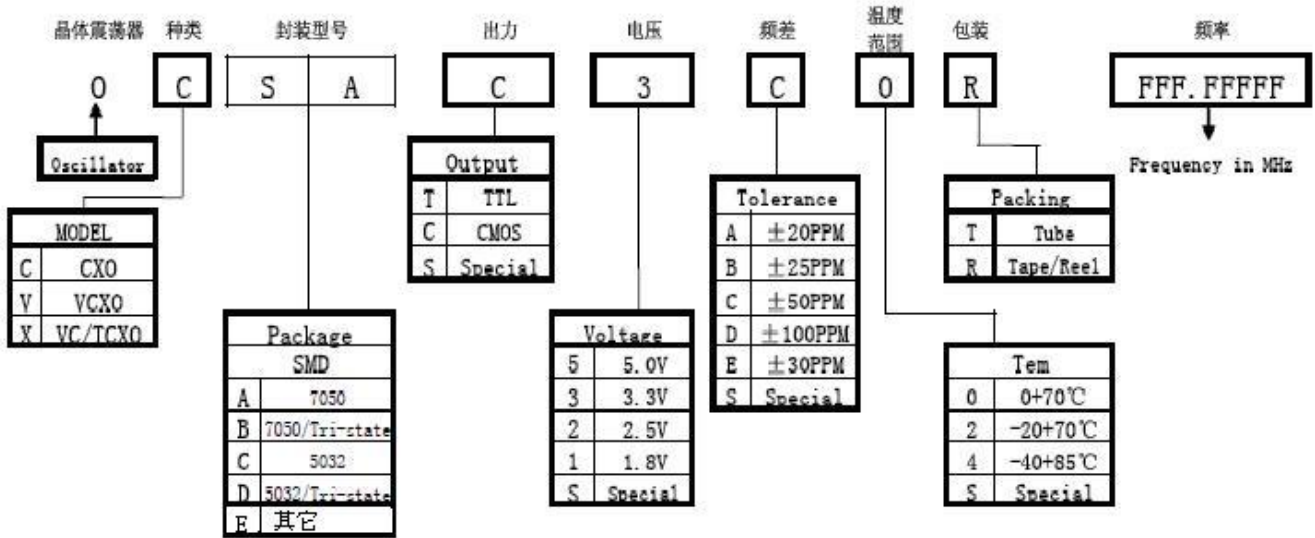 晶体震荡器 种类 封装型号 出力 电压 频差 温度范围 包装 频率
O C S A C 3 C 0 R FFF.FFFFF
Oscillator
Frequency in MHz
MODEL
C CXO
V VCXO
X VC/TCXO
Package
SMD
A 7050
B 7050/Tri-state
C 5032
D 5032/Tri-state
E 其它
Output
T TTL
C CMOS
S Special
Voltage
5 5.0V
3 3.3V
2 2.5V
1 1.8V
S Special
Tolerance
A ±20PPM
B ±25PPM
C ±50PPM
D ±100PPM
E ±30PPM
S Special
Packing
T Tube
R Tape/Reel
Tem
0 0+70℃
2 -20+70℃
4 -40+85℃
S Special